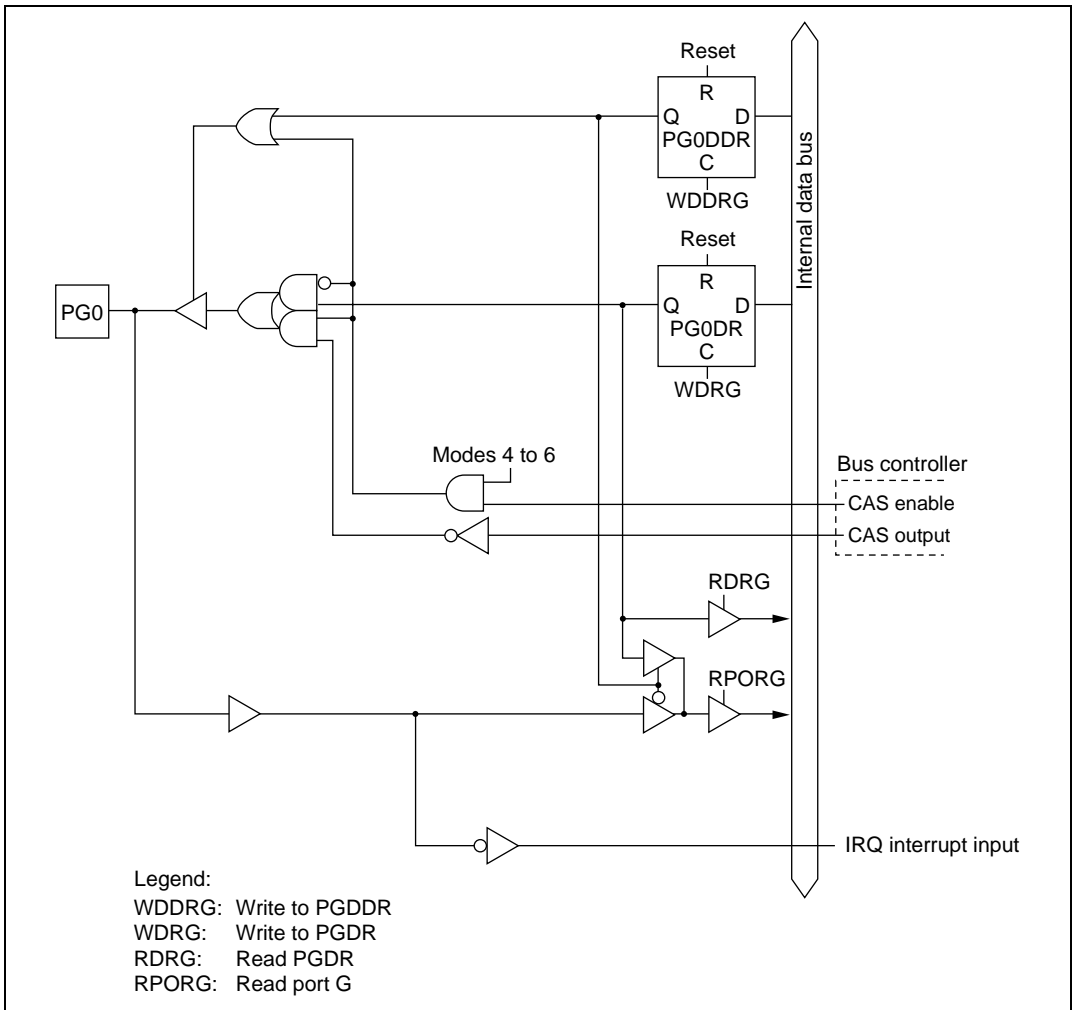 Reset
R
Q D
PG0DDR
C
WDDRG
Internal data bus
Reset
R
Q D
PG0DR
C
WDRG
PG0
Modes 4 to 6
Bus controller
CAS enable
CAS output
RDRG
RPORG
IRQ interrupt input
Legend:
WDDRG: Write to PGDDR
WDRG: Write to PGDR
RDRG: Read PGDR
RPORG: Read port G